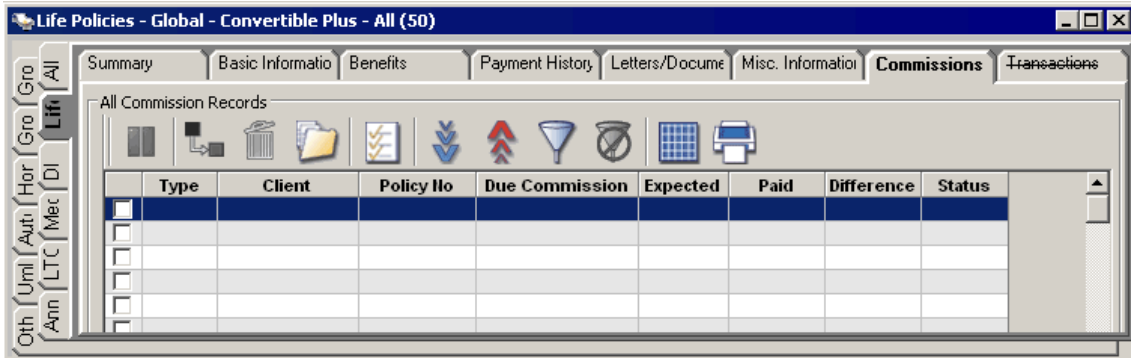 Life Policies - Global - Convertible Plus - All (50)
Summary Basic Informatio Benefits Payment History Letters/Docume Misc. Information Commissions Transactions
All Commission Records
Type Client Policy No Due Commission Expected Paid Difference Status
Gro All
Gro Life
Hor DI
Auto Med
Uml LTC
Oth Ann